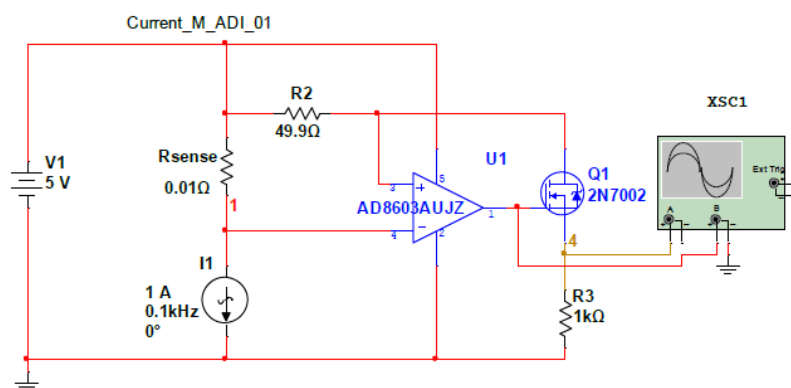 Current_M_ADI_01
XSC1
R2
49.9Ω
Ext Trig
V1
5 V
Rsense
0.01Ω
U1
Q1
2N7002
3
5
AD8603AUJZ
1
A
B
1
4
2
4
I1
1 A
0.1kHz
0°
R3
1kΩ